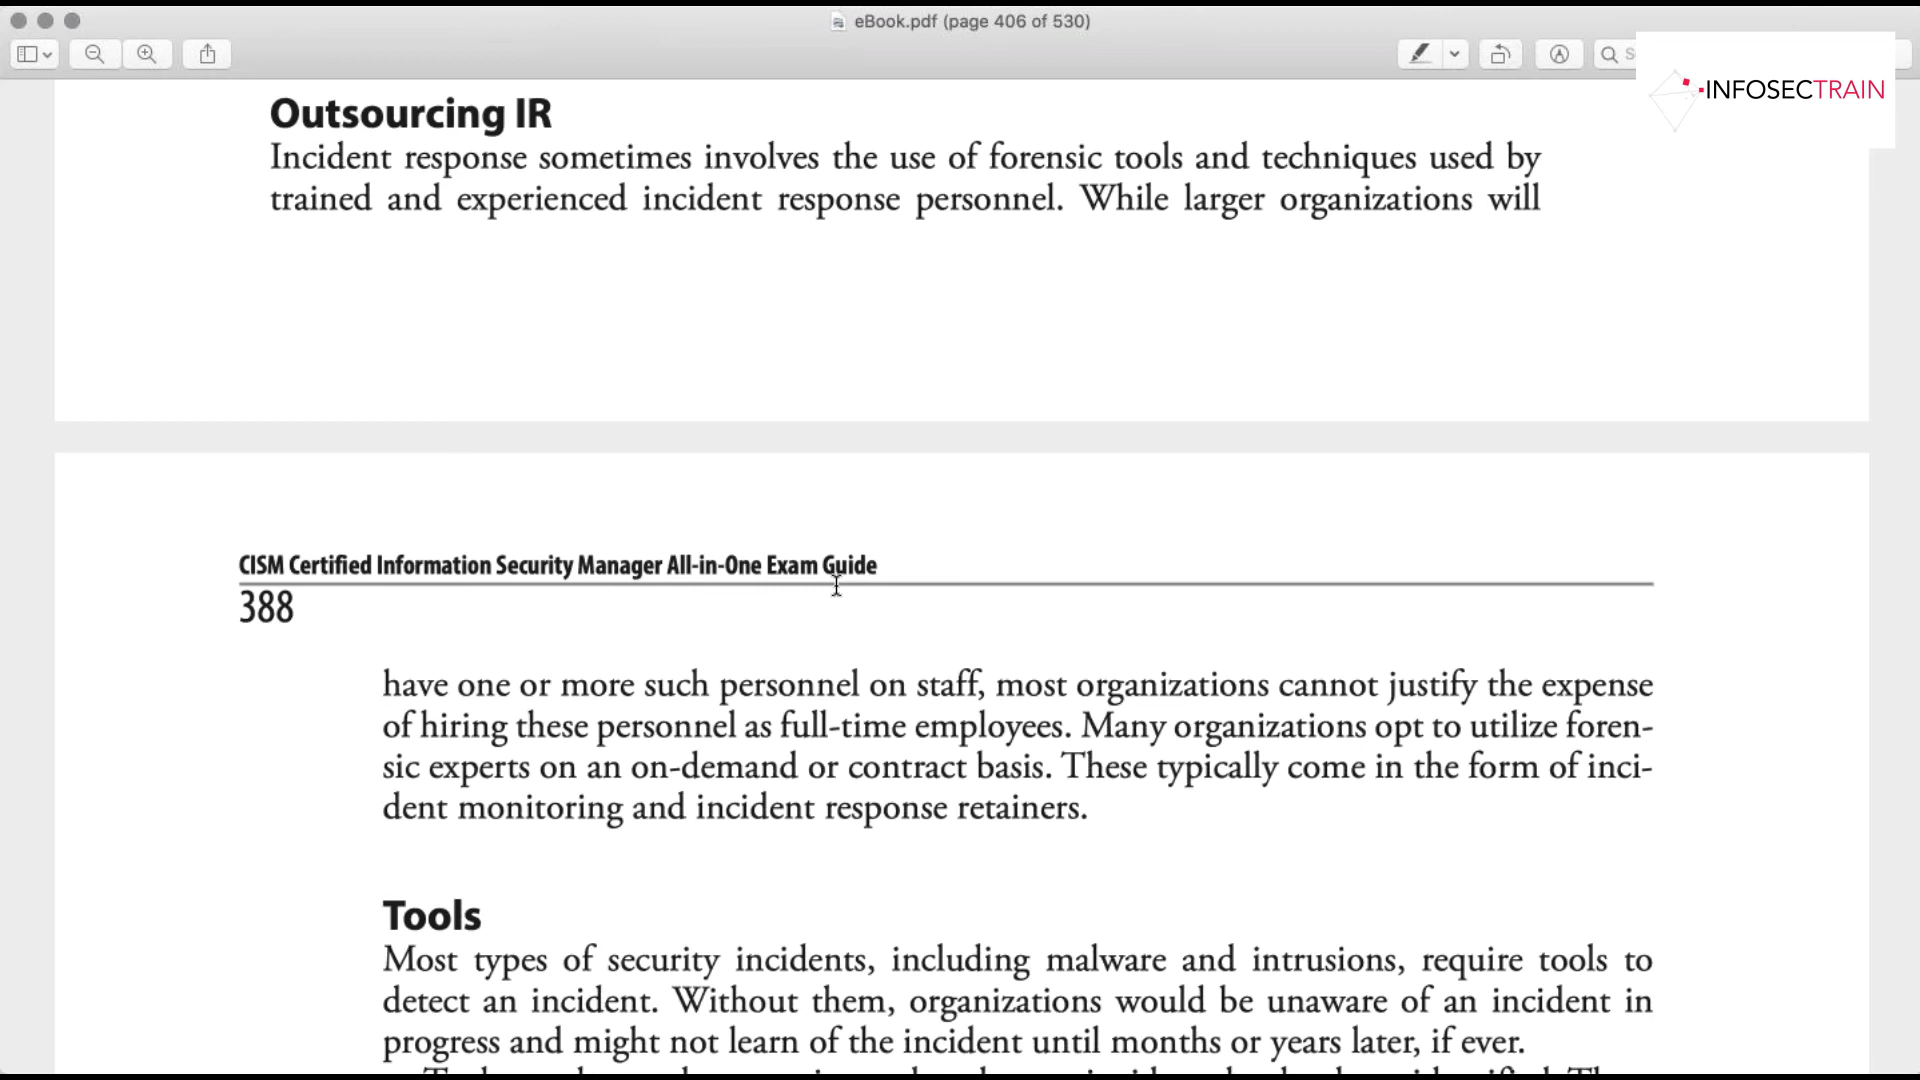 eBook.pdf (page 406 of 530)
INFOSECTRAIN
Outsourcing IR
Incident response sometimes involves the use of forensic tools and techniques used by
trained and experienced incident response personnel. While larger organizations will
CISM Certified Information Security Manager All-in-One Exam Guide
388
have one or more such personnel on staff, most organizations cannot justify the expense
of hiring these personnel as full-time employees. Many organizations opt to utilize foren-
sic experts on an on-demand or contract basis. These typically come in the form of inci-
dent monitoring and incident response retainers.
Tools
Most types of security incidents, including malware and intrusions, require tools to
detect an incident. Without them, organizations would be unaware of an incident in
progress and might not learn of the incident until months or years later, if ever.